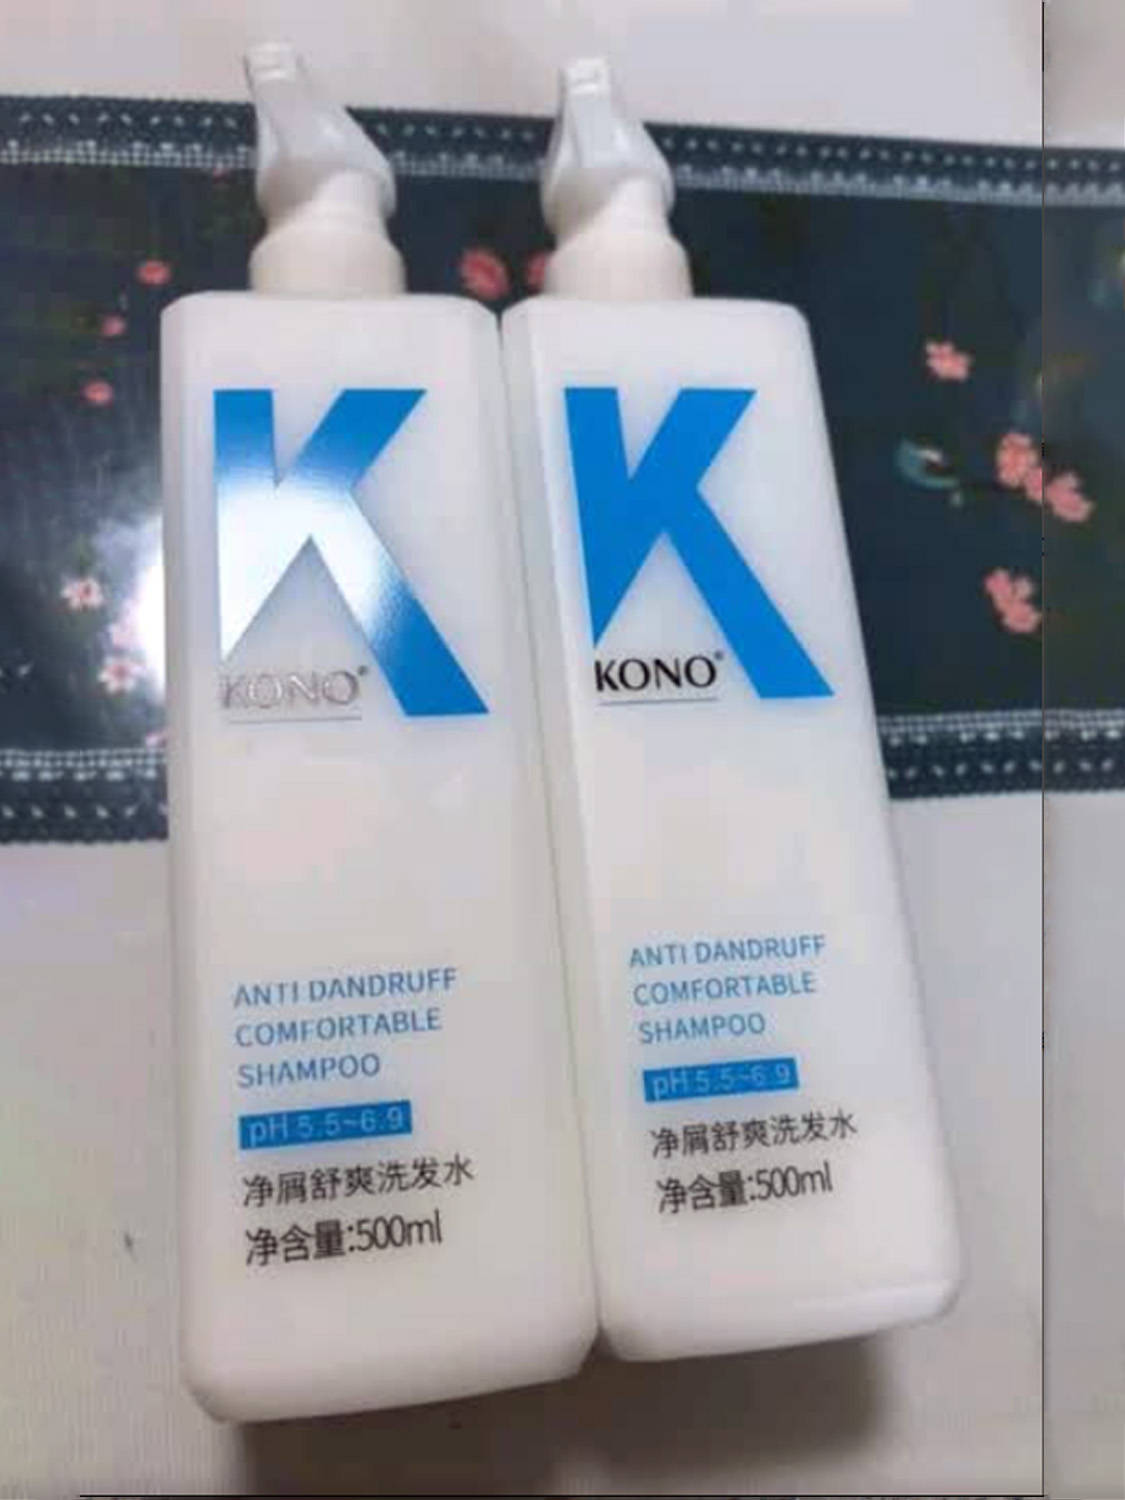 K
KONO®
ANTI DANDRUFF
COMFORTABLE
SHAMPOO
pH 5.5~6.9
净屑舒爽洗发水
净含量:500ml
K
KONO®
ANTI DANDRUFF
COMFORTABLE
SHAMPOO
pH 5.5~6.9
净屑舒爽洗发水
净含量:500ml